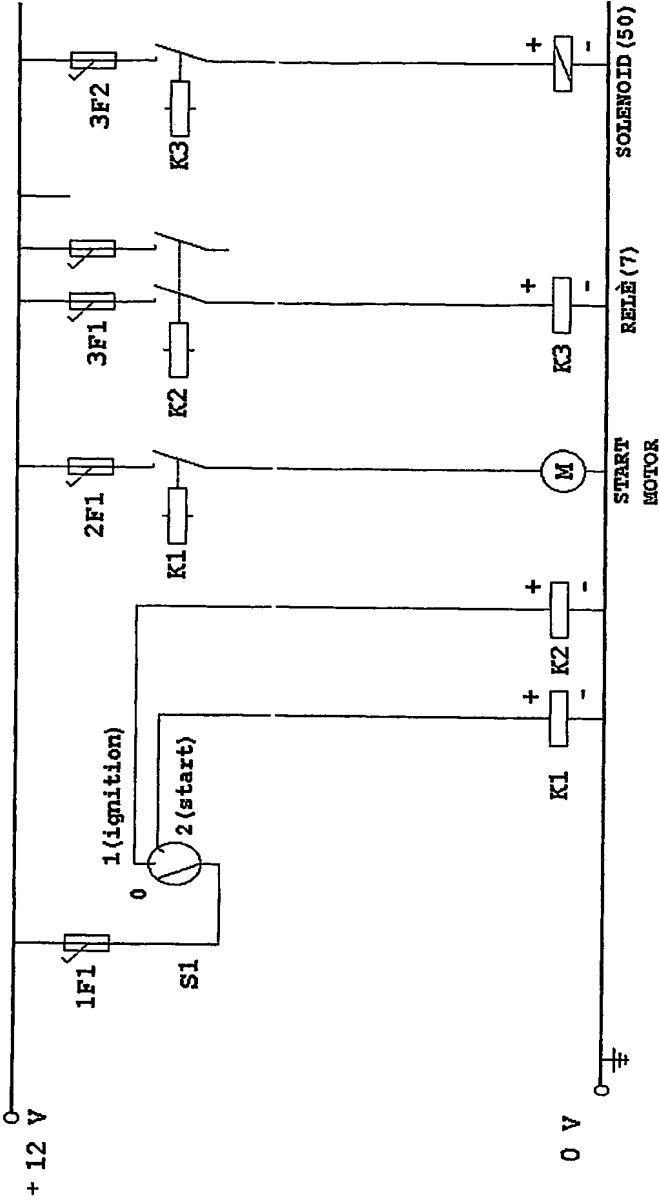 + 12 V
1F1
S1
0
1(ignition)
2(start)
2F1
K1
3F1
K2
3F2
K3
0 V
K1
+
-
K2
+
-
M
START
MOTOR
K3
+
-
RELÈ(7)
+
-
SOLENOID(50)